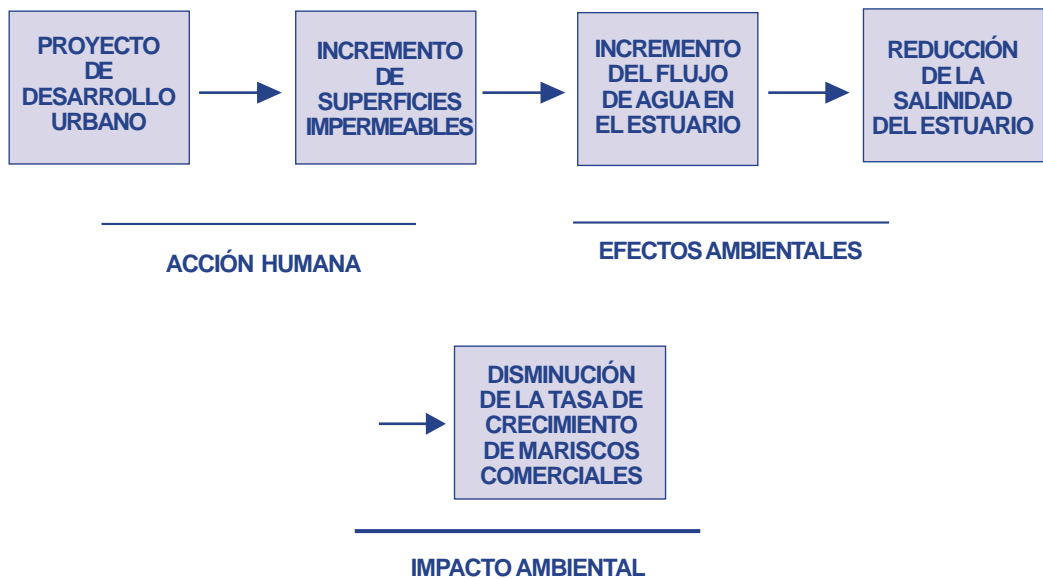 PROYECTO
DE
DESARROLLO
URBANO
INCREMENTO
DE
SUPERFICIES
IMPERMEABLES
INCREMENTO
DEL FLUJO
DE AGUA EN
EL ESTUARIO
REDUCCIÓN
DE LA
SALINIDAD
DEL ESTUARIO
ACCIÓN HUMANA
EFECTOS AMBIENTALES
DISMINUCIÓN
DE LA TASA DE
CRECIMIENTO
DE MARISCOS
COMERCIALES
IMPACTO AMBIENTAL